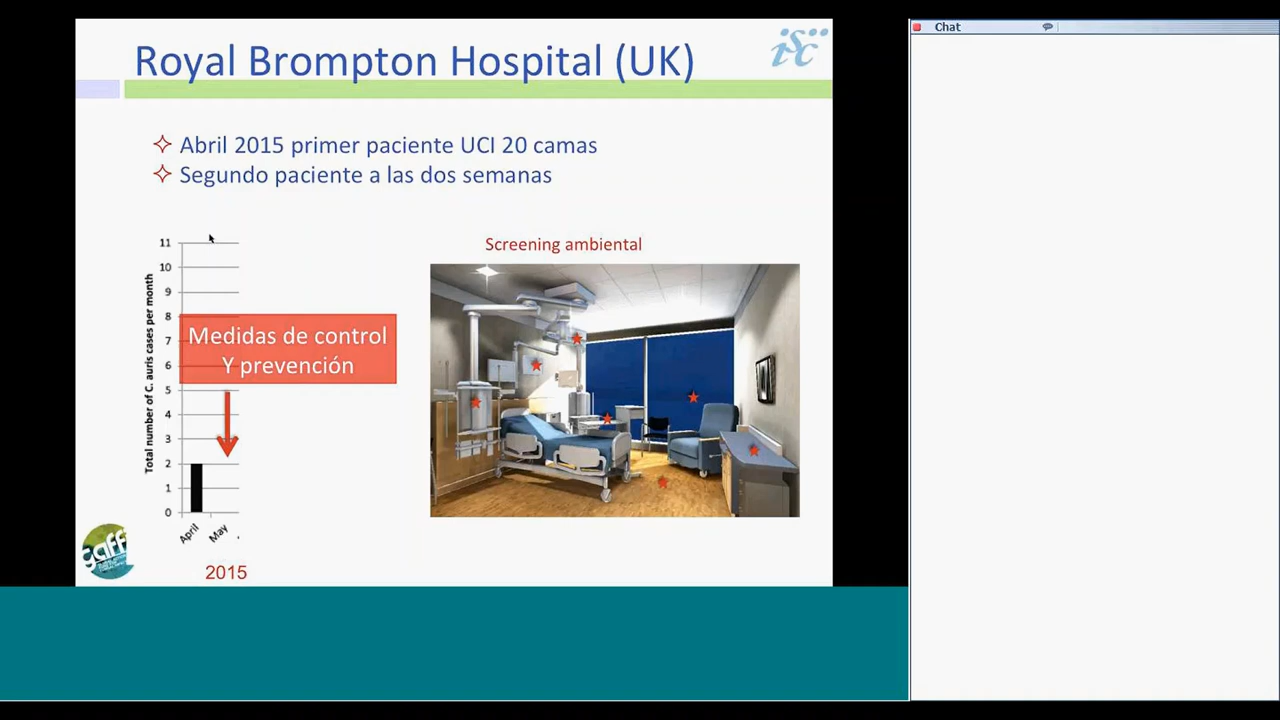 Chat
Royal Brompton Hospital (UK)
isciii
Abril 2015 primer paciente UCI 20 camas
Segundo paciente a las dos semanas
Total number of C. auris cases per month
11
10
9
8
7
6
5
4
3
2
1
0
April
May
2015
Medidas de control
Y prevención
Screening ambiental
gaffi